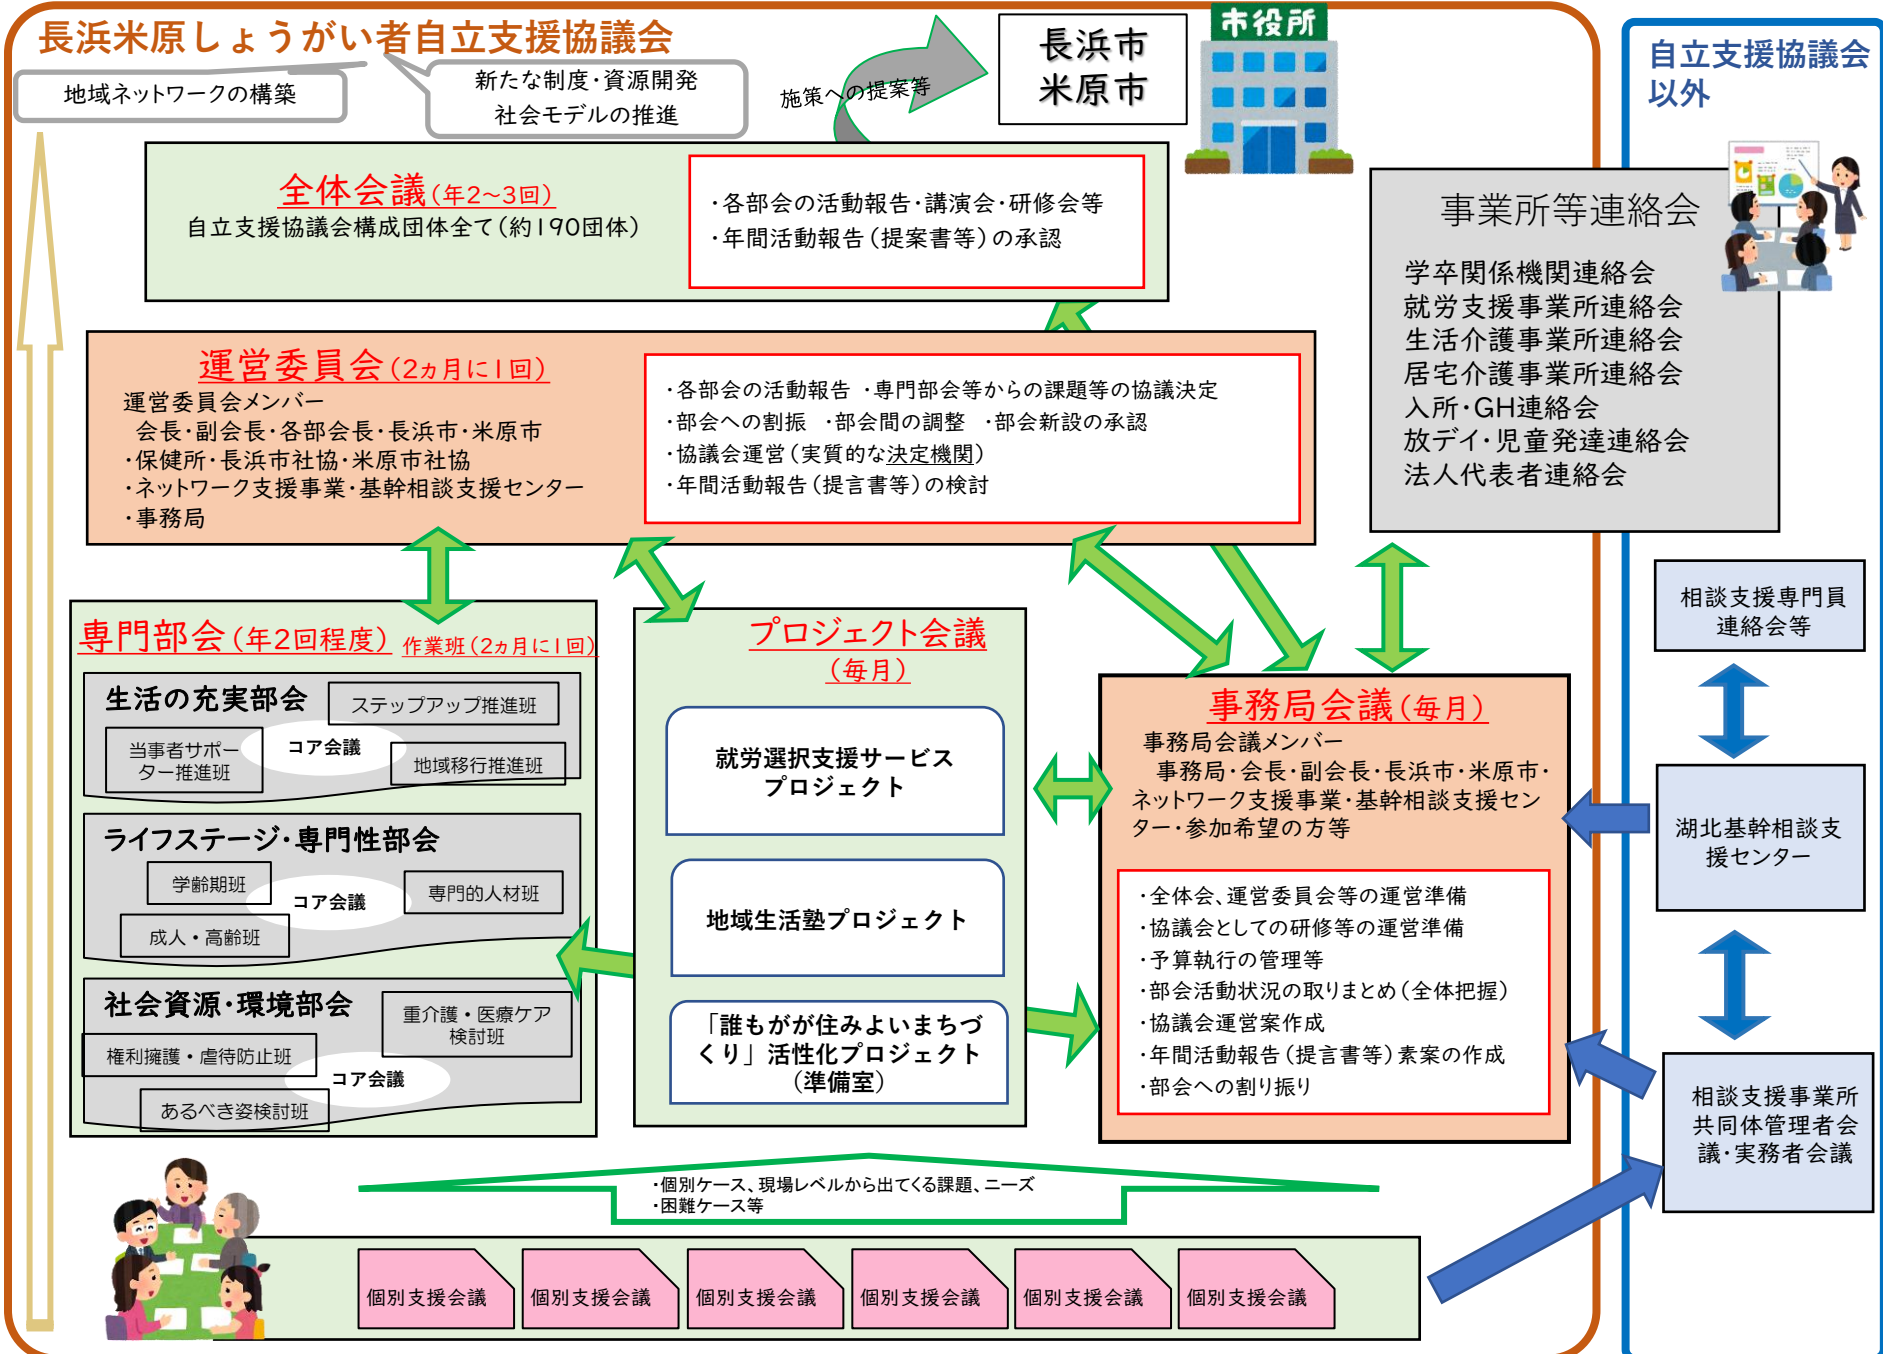 長浜米原しょうがい者自立支援協議会
地域ネットワークの構築
新たな制度・資源開発
社会モデルの推進
施策への提案等
長浜市
米原市
市役所
自立支援協議会
以外
全体会議(年2~3回)
自立支援協議会構成団体全て(約190団体)
・各部会の活動報告・講演会・研修会等
・年間活動報告(提案書等)の承認
事業所等連絡会
学卒関係機関連絡会
就労支援事業所連絡会
生活介護事業所連絡会
居宅介護事業所連絡会
入所・GH連絡会
放デイ・児童発達連絡会
法人代表者連絡会
運営委員会(2ヵ月に1回)
運営委員会メンバー
会長・副会長・各部会長・長浜市・米原市
・保健所・長浜市社協・米原市社協
・ネットワーク支援事業・基幹相談支援センター
・事務局
・各部会の活動報告 ・専門部会等からの課題等の協議決定
・部会への割振 ・部会間の調整 ・部会新設の承認
・協議会運営(実質的な決定機関)
・年間活動報告(提言書等)の検討
専門部会(年2回程度) 作業班(2ヵ月に1回)
生活の充実部会
ステップアップ推進班
当事者サポー
ター推進班
コア会議
地域移行推進班
ライフステージ・専門性部会
学齢期班
コア会議
専門的人材班
成人・高齢班
社会資源・環境部会
重介護・医療ケア
検討班
権利擁護・虐待防止班
コア会議
あるべき姿検討班
プロジェクト会議
(毎月)
就労選択支援サービス
プロジェクト
地域生活塾プロジェクト
「誰もがが住みよいまちづ
くり」活性化プロジェクト
(準備室)
事務局会議(毎月)
事務局会議メンバー
事務局・会長・副会長・長浜市・米原市・
ネットワーク支援事業・基幹相談支援セン
ター・参加希望の方等
・全体会、運営委員会等の運営準備
・協議会としての研修等の運営準備
・予算執行の管理等
・部会活動状況の取りまとめ(全体把握)
・協議会運営案作成
・年間活動報告(提言書等)素案の作成
・部会への割り振り
相談支援専門員
連絡会等
湖北基幹相談支
援センター
相談支援事業所
共同体管理者会
議・実務者会議
・個別ケース、現場レベルから出てくる課題、ニーズ
・困難ケース等
個別支援会議
個別支援会議
個別支援会議
個別支援会議
個別支援会議
個別支援会議